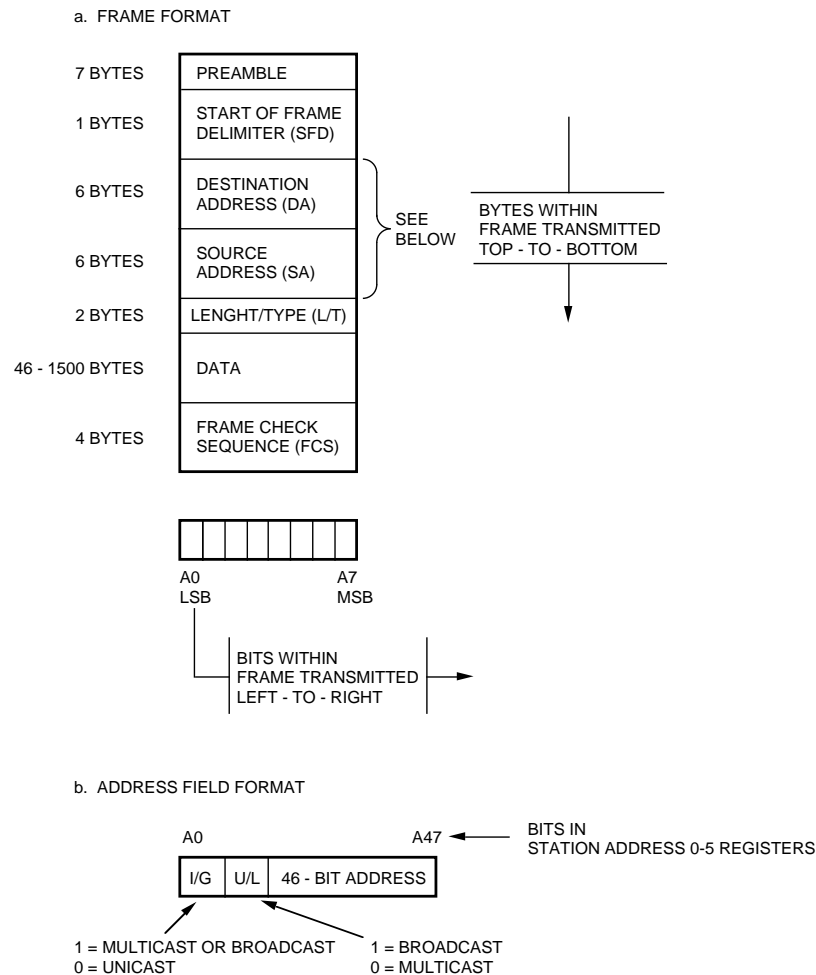 a. FRAME FORMAT
7 BYTES
PREAMBLE
1 BYTES
START OF FRAME
DELIMITER (SFD)
6 BYTES
DESTINATION
ADDRESS (DA)
6 BYTES
SOURCE
ADDRESS (SA)
SEE
BELOW
BYTES WITHIN
FRAME TRANSMITTED
TOP - TO - BOTTOM
2 BYTES
LENGHT/TYPE (L/T)
46 - 1500 BYTES
DATA
4 BYTES
FRAME CHECK
SEQUENCE (FCS)
A0
LSB
A7
MSB
BITS WITHIN
FRAME TRANSMITTED
LEFT - TO - RIGHT
b. ADDRESS FIELD FORMAT
A0
A47
BITS IN
STATION ADDRESS 0-5 REGISTERS
I/G
U/L
46 - BIT ADDRESS
1 = MULTICAST OR BROADCAST
0 = UNICAST
1 = BROADCAST
0 = MULTICAST